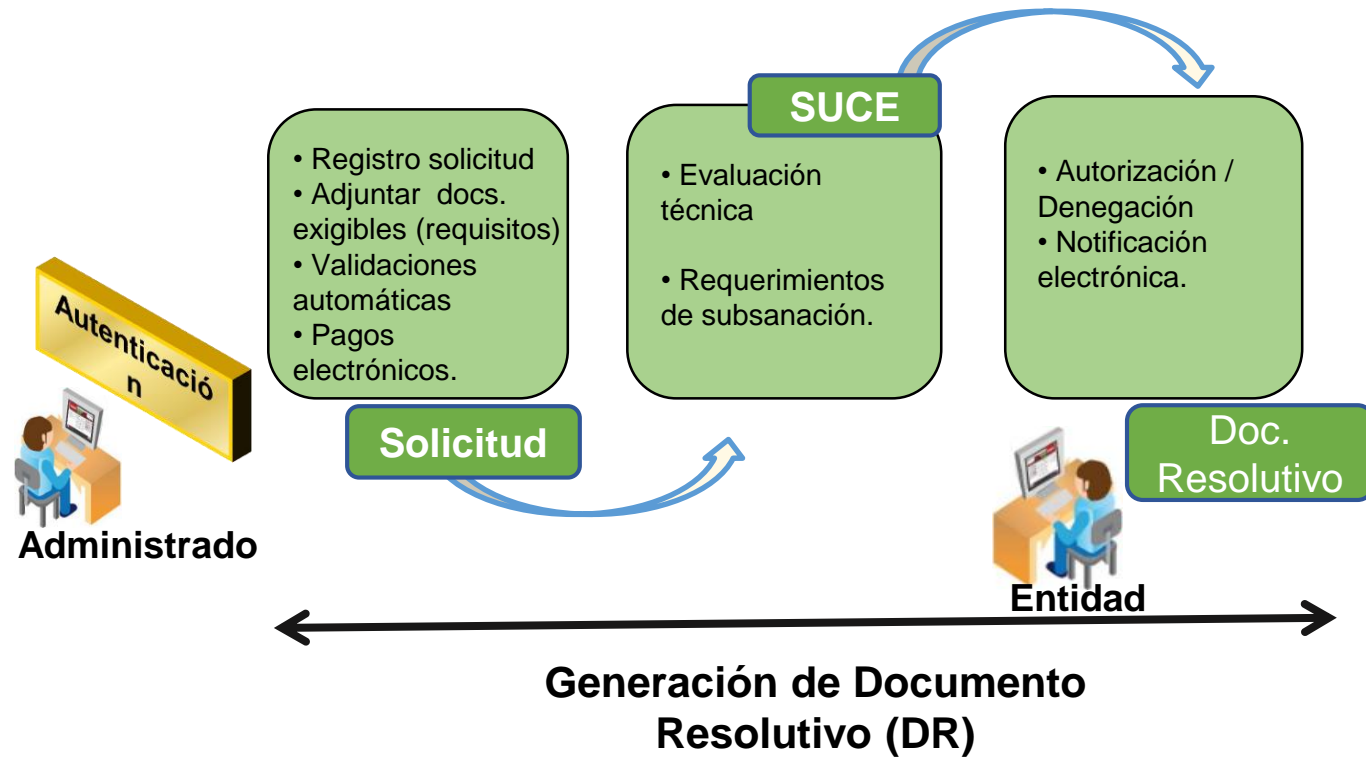 Autenticació
n
Administrado
• Registro solicitud
• Adjuntar docs.
exigibles (requisitos)
• Validaciones
automáticas
• Pagos
electrónicos.
Solicitud
SUCE
• Evaluación
técnica
• Requerimientos
de subsanación.
• Autorización /
Denegación
• Notificación
electrónica.
Doc.
Resolutivo
Entidad
Generación de Documento
Resolutivo (DR)